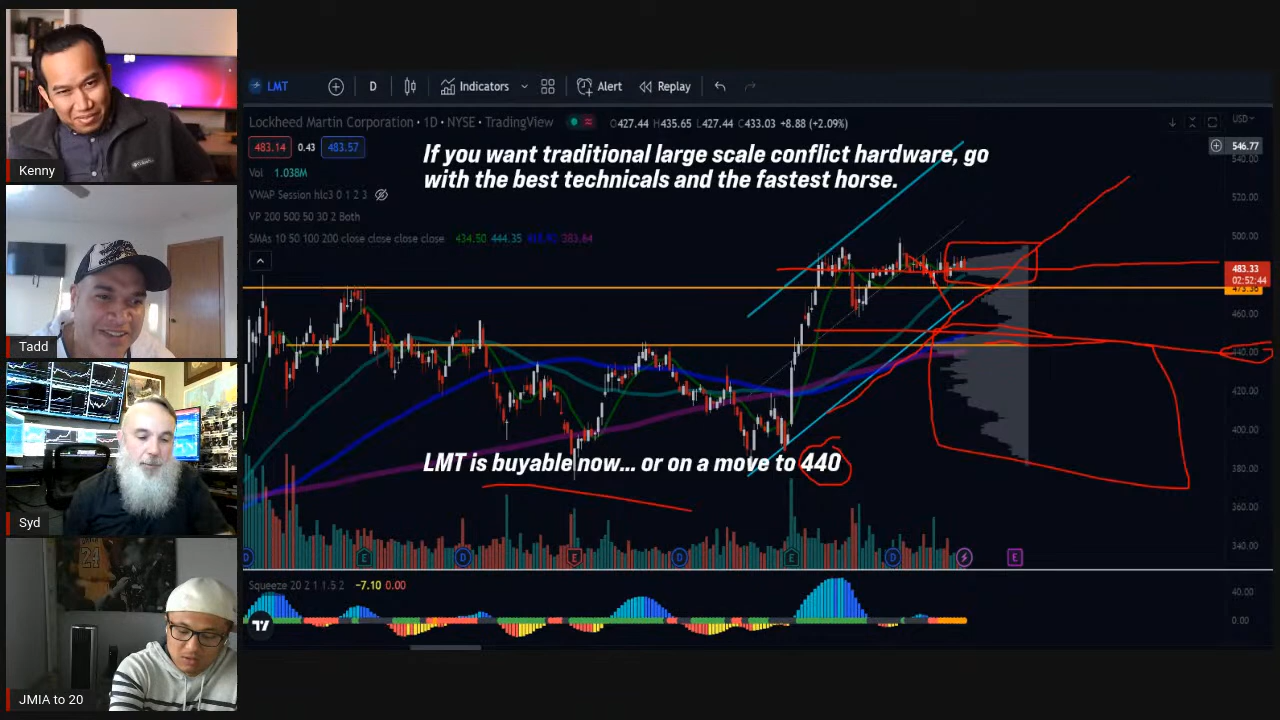 Kenny
Tadd
Syd
JMIA to 20
LMT
D
Indicators
Alert
Replay
Lockheed Martin Corporation • 1D • NYSE • TradingView
O427.44 H435.65 L427.44 C433.03 +8.88 (+2.09%)
USD
483.14
0.43
483.57
Vol 1.038M
VWAP Session hlc3 0 1 2 3
VP 200 500 50 30 2 Both
SMAs 10 50 100 200 close close close close 434.50 444.35 383.64
If you want traditional large scale conflict hardware, go
with the best technicals and the fastest horse.
LMT is buyable now... or on a move to 440
546.77
540.00
520.00
500.00
483.33
02:52:44
460.00
440.00
420.00
400.00
380.00
360.00
340.00
D
E
D
E
D
E
D
E
Squeeze 20 2 1 1.5 2 −7.10 0.00
40.00
0.00